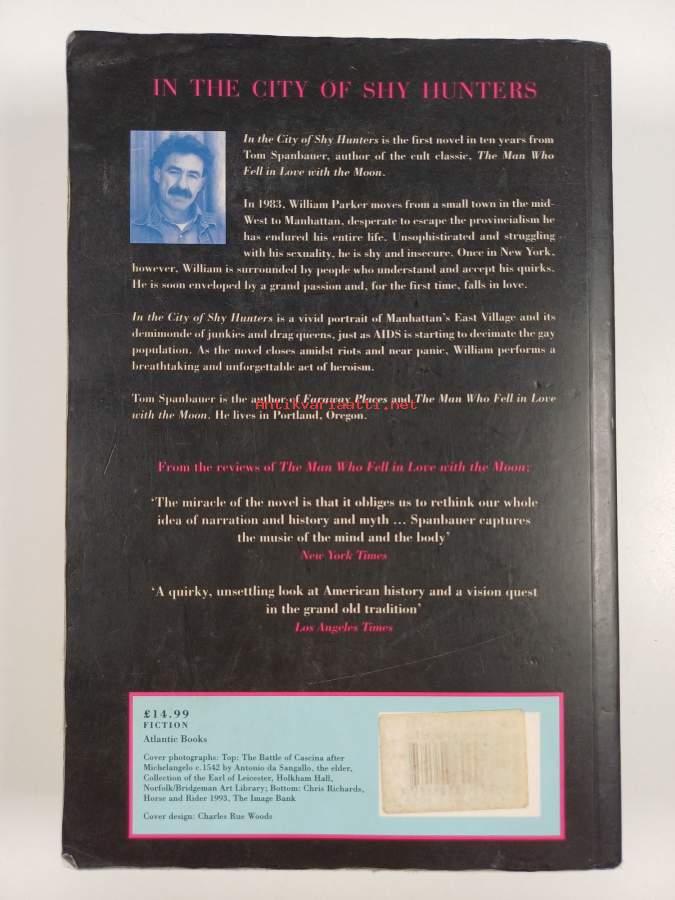 IN THE CITY OF SHY HUNTERS
In the City of Shy Hunters is the first novel in ten years from
Tom Spanbauer, author of the cult classic, The Man Who
Fell in Love with the Moon.
In 1983, William Parker moves from a small town in the mid-
West to Manhattan, desperate to escape the provincialism he
has endured his entire life. Unsophisticated and struggling
with his sexuality, he is shy and insecure. Once in New York,
however, William is surrounded by people who understand and accept his quirks.
He is soon enveloped by a grand passion and, for the first time, falls in love.
In the City of Shy Hunters is a vivid portrait of Manhattan's East Village and its
demimonde of junkies and drag queens, just as AIDS is starting to decimate the gay
population. As the novel closes amidst riots and near panic, William performs a
breathtaking and unforgettable act of heroism.
Tom Spanbauer is the author of Faraway Places and The Man Who Fell in Love
Antikvariaatti.net
with the Moon. He lives in Portland, Oregon.
From the reviews of The Man Who Fell in Love with the Moon:
'The miracle of the novel is that it obliges us to rethink our whole
idea of narration and history and myth ... Spanbauer captures
the music of the mind and the body'
New York Times
'A quirky, unsettling look at American history and a vision quest
in the grand old tradition'
Los Angeles Times
£14.99
FICTION
Atlantic Books
Cover photographs: Top: The Battle of Cascina after
Michelangelo c.1542 by Antonio da Sangallo, the elder,
Collection of the Earl of Leicester, Holkham Hall,
Norfolk/Bridgeman Art Library; Bottom: Chris Richards,
Horse and Rider 1993, The Image Bank
Cover design: Charles Rue Woods